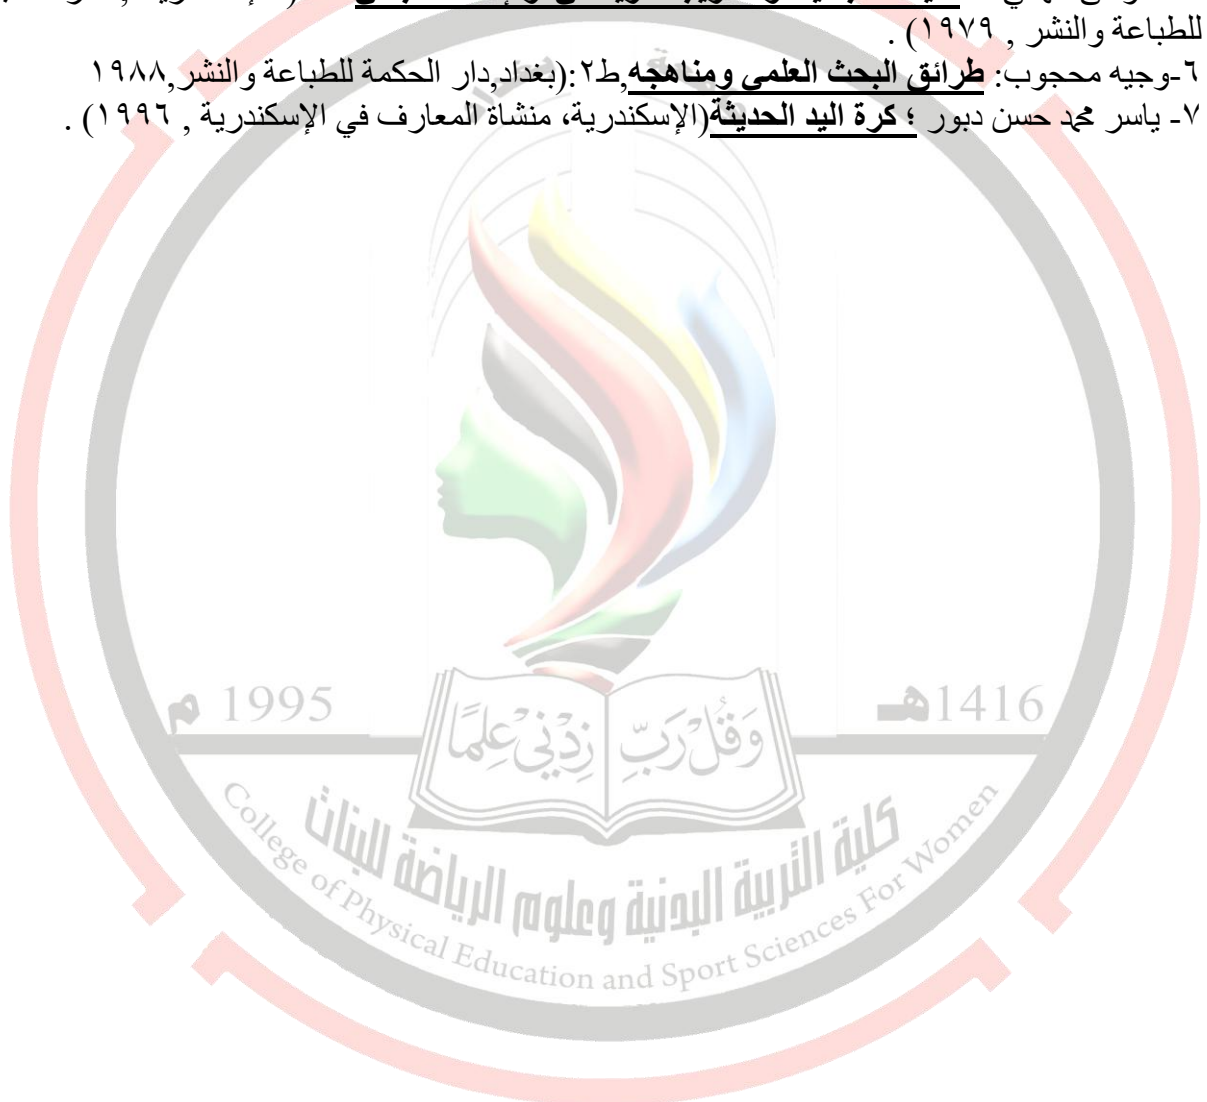 للطباعة والنشر , ١٩٧٩) .
٦-وجيه محجوب: طرائق البحث العلمي ومناهجه,ط٢:(بغداد,دار الحكمة للطباعة والنشر,١٩٨٨
٧- ياسر محمد حسن دبور ؛ كرة اليد الحديثة(الإسكندرية، منشاة المعارف في الإسكندرية , ١٩٩٦) .
1416هـ
1995 م
وَقُلْ رَبِّ زِدْنِي عِلْمًا
كلية التربية البدنية وعلوم الرياضة للبنات
College of Physical Education and Sport Sciences For Women